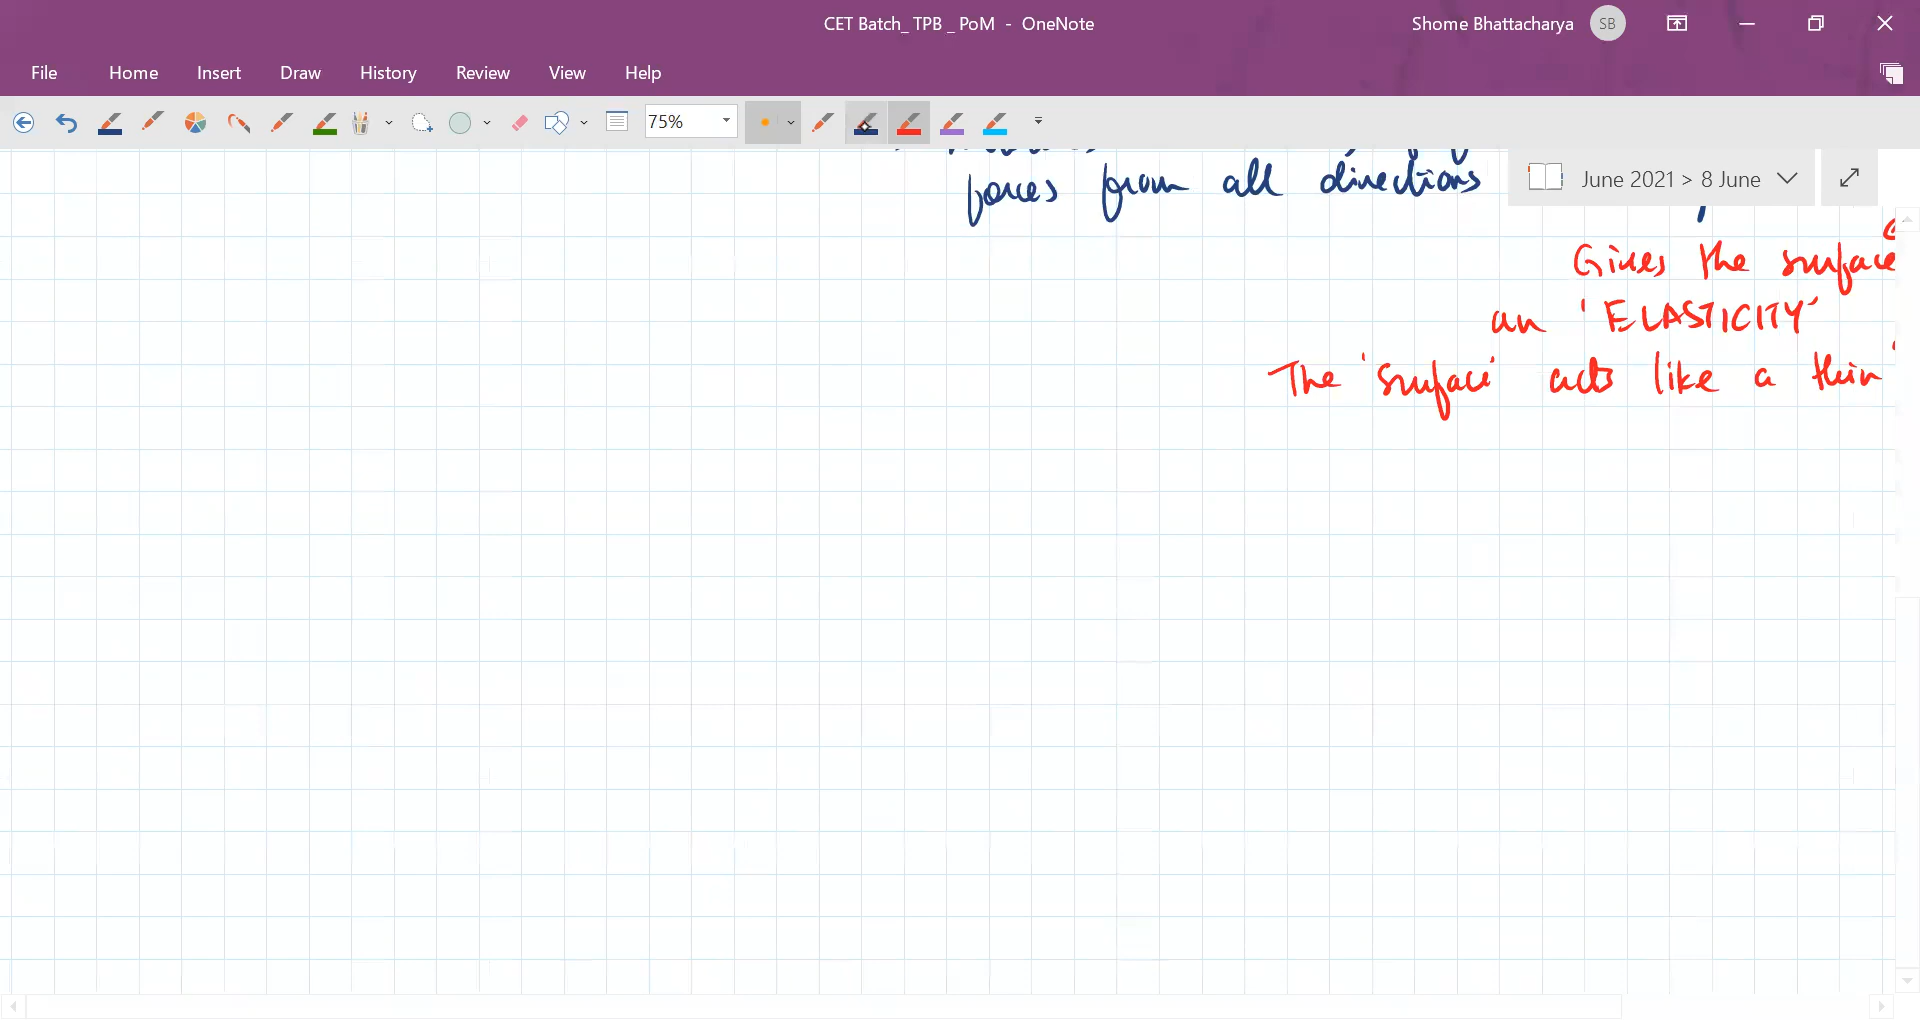 CET Batch_ TPB _ PoM - OneNote
Shome Bhattacharya SB
File Home Insert Draw History Review View Help
75%
forces from all directions
June 2021 > 8 June
Gives the surface
an 'ELASTICITY'
The 'surface' acts like a thin